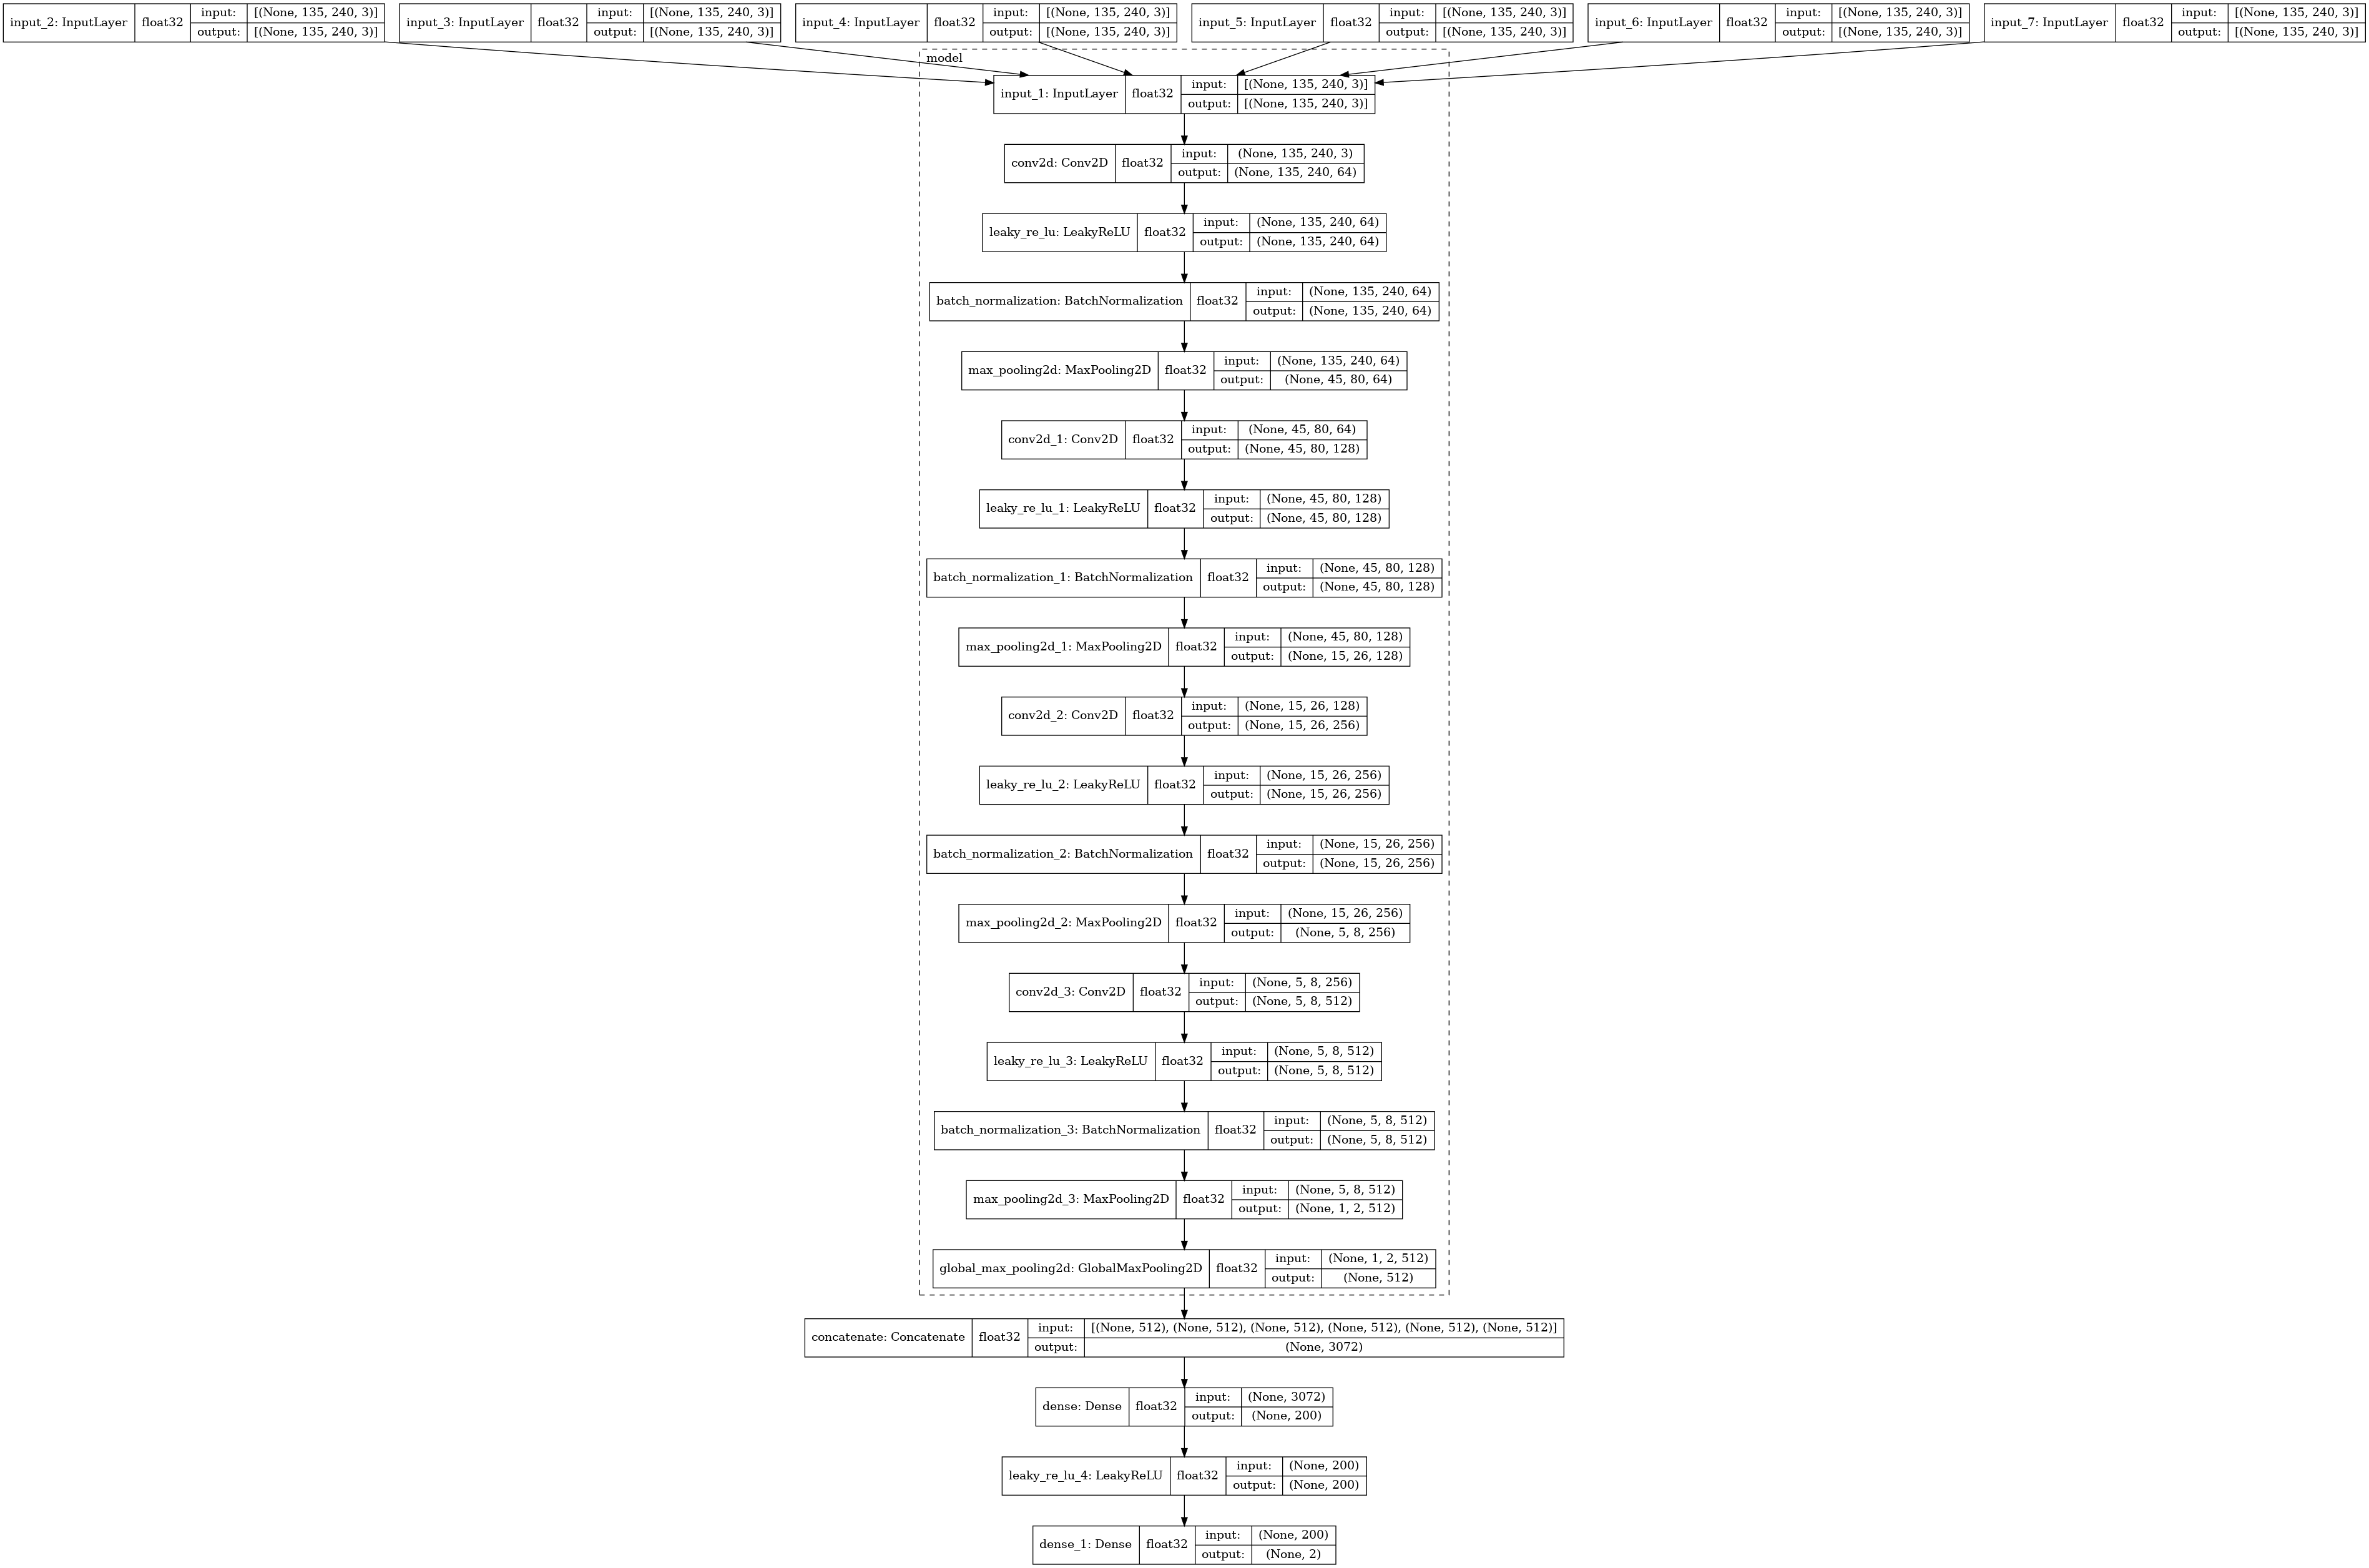 input_2: InputLayer float32 input: [(None, 135, 240, 3)] output: [(None, 135, 240, 3)]
input_3: InputLayer float32 input: [(None, 135, 240, 3)] output: [(None, 135, 240, 3)]
input_4: InputLayer float32 input: [(None, 135, 240, 3)] output: [(None, 135, 240, 3)]
input_5: InputLayer float32 input: [(None, 135, 240, 3)] output: [(None, 135, 240, 3)]
input_6: InputLayer float32 input: [(None, 135, 240, 3)] output: [(None, 135, 240, 3)]
input_7: InputLayer float32 input: [(None, 135, 240, 3)] output: [(None, 135, 240, 3)]
model
input_1: InputLayer float32 input: [(None, 135, 240, 3)] output: [(None, 135, 240, 3)]
conv2d: Conv2D float32 input: (None, 135, 240, 3) output: (None, 135, 240, 64)
leaky_re_lu: LeakyReLU float32 input: (None, 135, 240, 64) output: (None, 135, 240, 64)
batch_normalization: BatchNormalization float32 input: (None, 135, 240, 64) output: (None, 135, 240, 64)
max_pooling2d: MaxPooling2D float32 input: (None, 135, 240, 64) output: (None, 45, 80, 64)
conv2d_1: Conv2D float32 input: (None, 45, 80, 64) output: (None, 45, 80, 128)
leaky_re_lu_1: LeakyReLU float32 input: (None, 45, 80, 128) output: (None, 45, 80, 128)
batch_normalization_1: BatchNormalization float32 input: (None, 45, 80, 128) output: (None, 45, 80, 128)
max_pooling2d_1: MaxPooling2D float32 input: (None, 45, 80, 128) output: (None, 15, 26, 128)
conv2d_2: Conv2D float32 input: (None, 15, 26, 128) output: (None, 15, 26, 256)
leaky_re_lu_2: LeakyReLU float32 input: (None, 15, 26, 256) output: (None, 15, 26, 256)
batch_normalization_2: BatchNormalization float32 input: (None, 15, 26, 256) output: (None, 15, 26, 256)
max_pooling2d_2: MaxPooling2D float32 input: (None, 15, 26, 256) output: (None, 5, 8, 256)
conv2d_3: Conv2D float32 input: (None, 5, 8, 256) output: (None, 5, 8, 512)
leaky_re_lu_3: LeakyReLU float32 input: (None, 5, 8, 512) output: (None, 5, 8, 512)
batch_normalization_3: BatchNormalization float32 input: (None, 5, 8, 512) output: (None, 5, 8, 512)
max_pooling2d_3: MaxPooling2D float32 input: (None, 5, 8, 512) output: (None, 1, 2, 512)
global_max_pooling2d: GlobalMaxPooling2D float32 input: (None, 1, 2, 512) output: (None, 512)
concatenate: Concatenate float32 input: [(None, 512), (None, 512), (None, 512), (None, 512), (None, 512), (None, 512)] output: (None, 3072)
dense: Dense float32 input: (None, 3072) output: (None, 200)
leaky_re_lu_4: LeakyReLU float32 input: (None, 200) output: (None, 200)
dense_1: Dense float32 input: (None, 200) output: (None, 2)